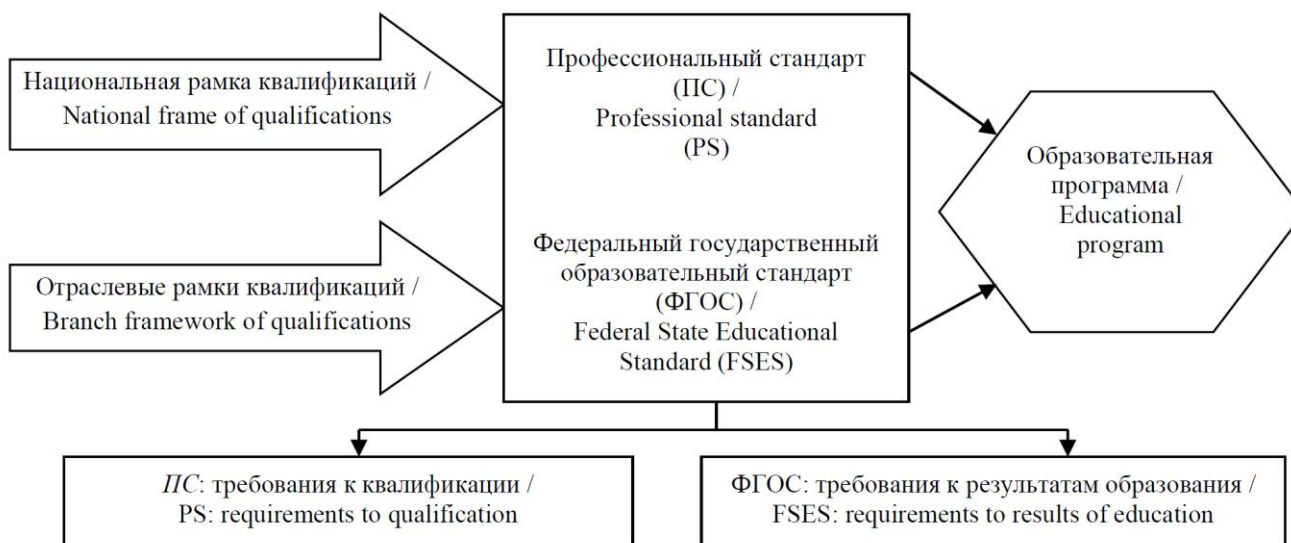 Национальная рамка квалификаций /
National frame of qualifications
Отраслевые рамки квалификаций /
Branch framework of qualifications
Профессиональный стандарт
(ПС) /
Professional standard
(PS)
Федеральный государственный
образовательный стандарт
(ФГОС) /
Federal State Educational
Standard (FSES)
Образовательная
программа /
Educational
program
ПС: требования к квалификации /
PS: requirements to qualification
ФГОС: требования к результатам образования /
FSES: requirements to results of education